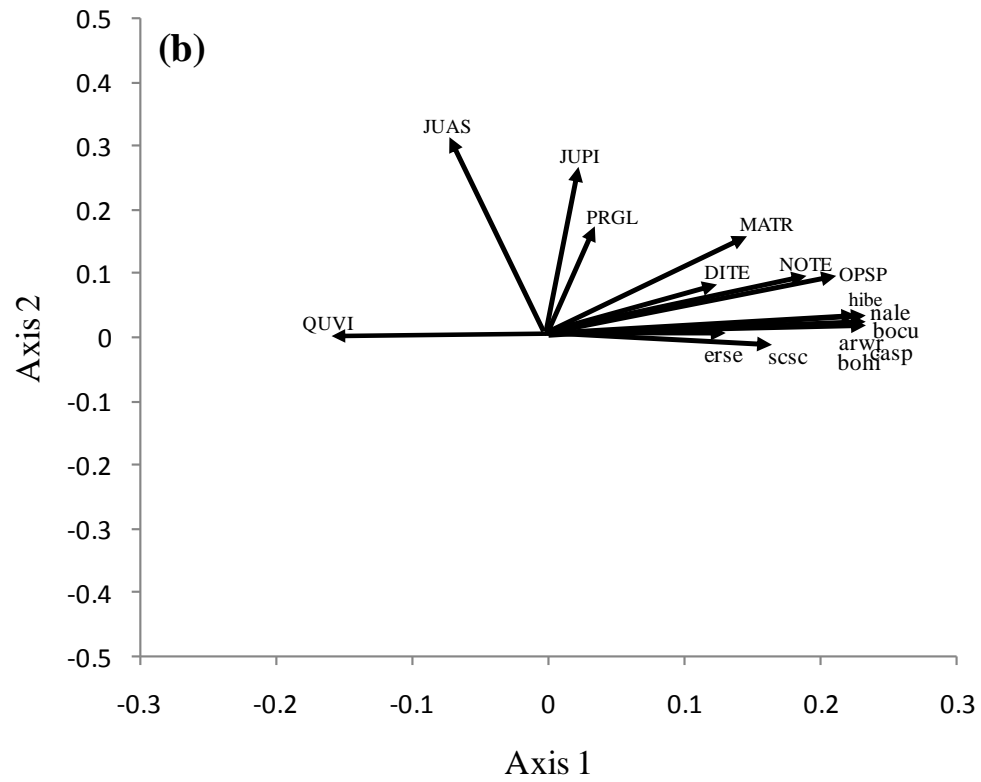 0.5
(b)
0.4
0.3
JUAS
JUPI
0.2
PRGL
MATR
0.1
DITE
NOTE
OPSP
hibe
nale
QUVI
bocu
0
arwr
erse
scsc
casp
bohi
-0.1
-0.2
-0.3
-0.4
-0.5
Axis 2
-0.3 -0.2 -0.1 0 0.1 0.2 0.3
Axis 1